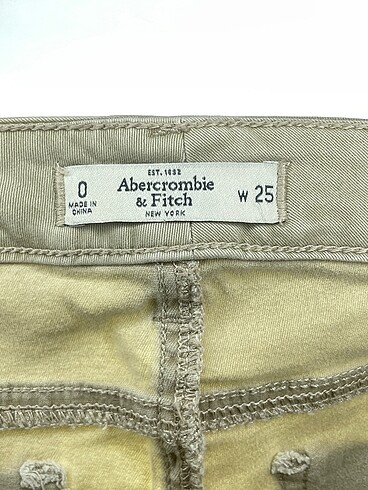 EST. 1892
0
Abercrombie
& Fitch
W 25
MADE IN
CHINA
NEW YORK